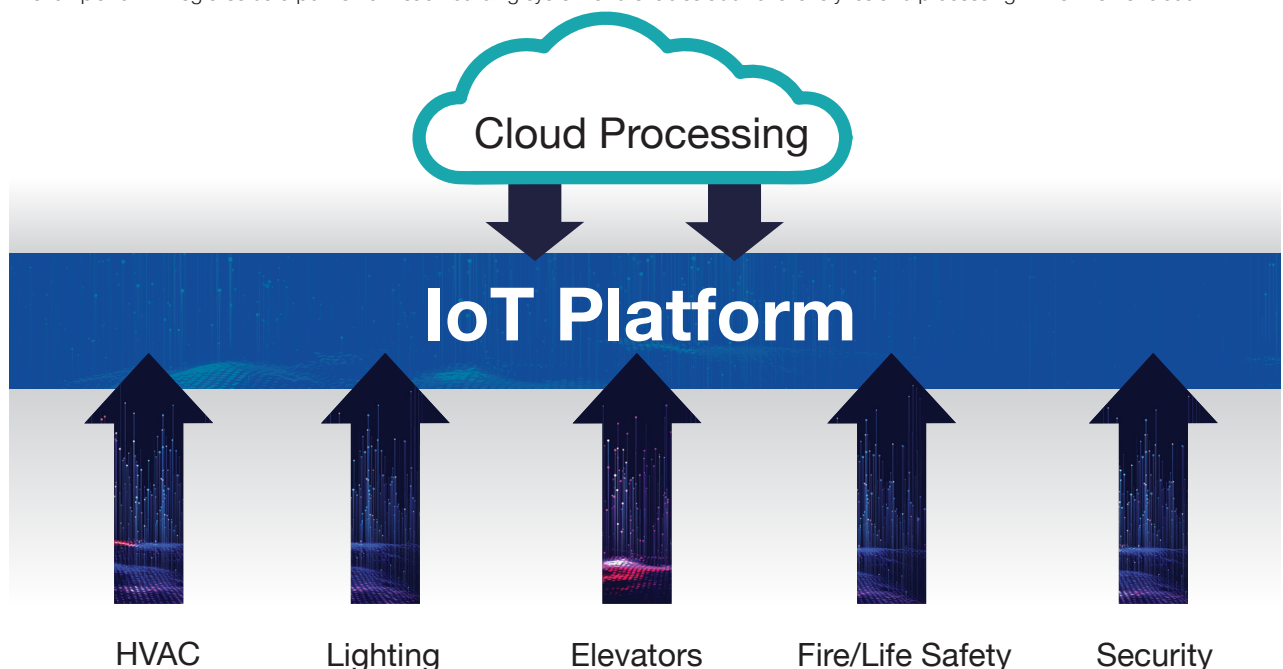 Cloud Processing
IoT Platform
HVAC Lighting Elevators Fire/Life Safety Security